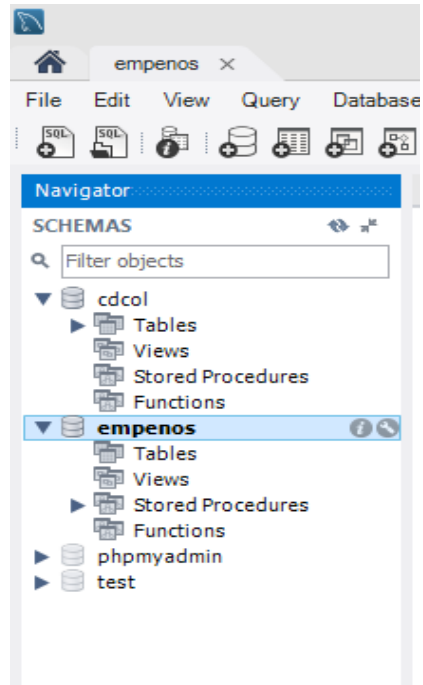 empenos ×
File Edit View Query Database
SQL SQL
Navigator
SCHEMAS
Filter objects
cdcol
Tables
Views
Stored Procedures
Functions
empenos
Tables
Views
Stored Procedures
Functions
phpmyadmin
test